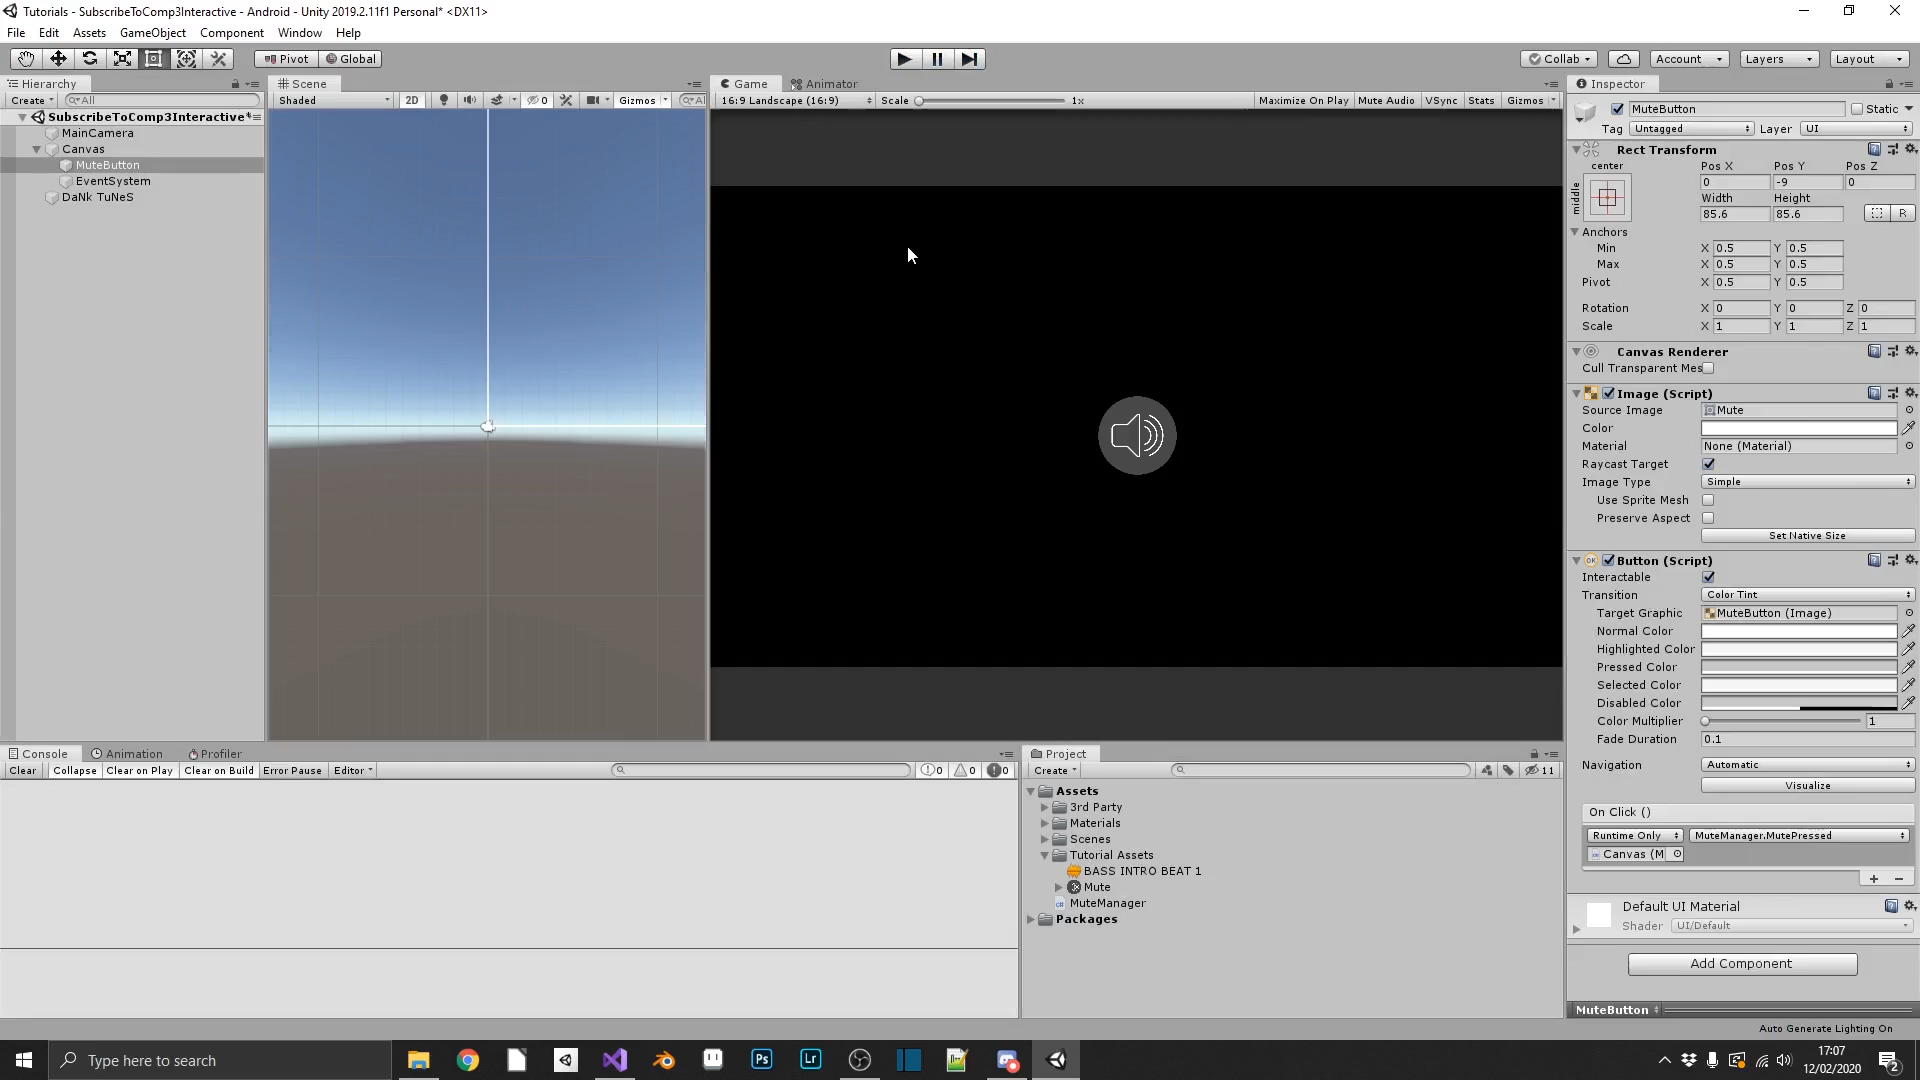 Tutorials - SubscribeToComp3Interactive - Android - Unity 2019.2.11f1 Personal* <DX11>
File Edit Assets GameObject Component Window Help
Pivot Global Collab Account Layers Layout
Hierarchy Scene Game Animator Inspector
Create All Shaded 2D 0 Gizmos All 16:9 Landscape (16:9) Scale 1x Maximize On Play Mute Audio VSync Stats Gizmos
SubscribeToComp3Interactive*
MainCamera
Canvas
MuteButton
EventSystem
DaNk TuNeS
MuteButton Static
Tag Untagged Layer UI
Rect Transform
center Pos X Pos Y Pos Z
middle 0 -9 0
Width Height
85.6 85.6 R
Anchors
Min X 0.5 Y 0.5
Max X 0.5 Y 0.5
Pivot X 0.5 Y 0.5
Rotation X 0 Y 0 Z 0
Scale X 1 Y 1 Z 1
Canvas Renderer
Cull Transparent Mes
Image (Script)
Source Image Mute
Color
Material None (Material)
Raycast Target
Image Type Simple
Use Sprite Mesh
Preserve Aspect
Set Native Size
Button (Script)
Interactable
Transition Color Tint
Target Graphic MuteButton (Image)
Normal Color
Highlighted Color
Pressed Color
Selected Color
Disabled Color
Color Multiplier 1
Fade Duration 0.1
Navigation Automatic
Visualize
On Click ()
Runtime Only MuteManager.MutePressed
Canvas (M
+ −
Default UI Material
Shader UI/Default
Add Component
MuteButton
Console Animation Profiler
Clear Collapse Clear on Play Clear on Build Error Pause Editor 0 0 0
Project
Create 11
Assets
3rd Party
Materials
Scenes
Tutorial Assets
BASS INTRO BEAT 1
Mute
MuteManager
Packages
Auto Generate Lighting On
Type here to search
Ps Lr
17:07
12/02/2020
2